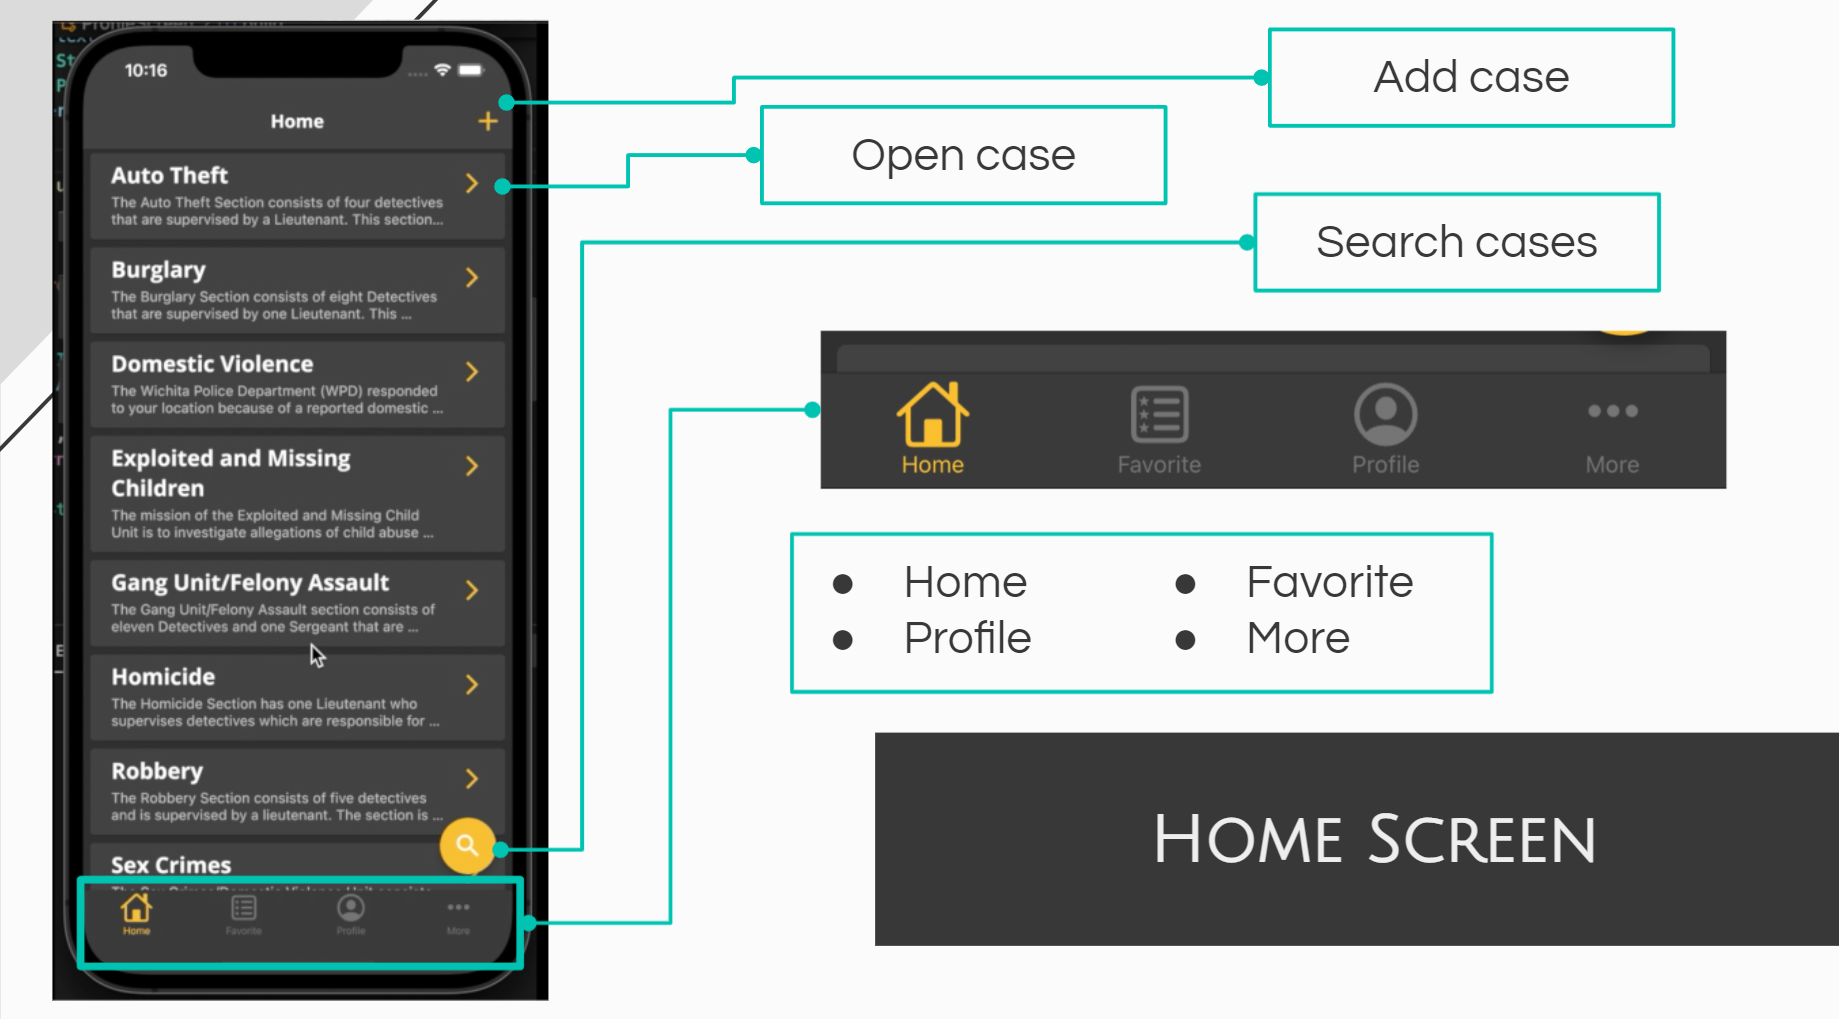 10:16
Home
Auto Theft
The Auto Theft Section consists of four detectives
that are supervised by a Lieutenant. This section...
Burglary
The Burglary Section consists of eight Detectives
that are supervised by one Lieutenant. This ...
Domestic Violence
The Wichita Police Department (WPD) responded
to your location because of a reported domestic ...
Exploited and Missing
Children
The mission of the Exploited and Missing Child
Unit is to investigate allegations of child abuse ...
Gang Unit/Felony Assault
The Gang Unit/Felony Assault section consists of
eleven Detectives and one Sergeant that are ...
Homicide
The Homicide Section has one Lieutenant who
supervises detectives which are responsible for ...
Robbery
The Robbery Section consists of five detectives
and is supervised by a lieutenant. The section is ...
Sex Crimes
Home Favorite Profile More
Add case
Open case
Search cases
Home Favorite Profile More
● Home ● Favorite
● Profile ● More
HOME SCREEN